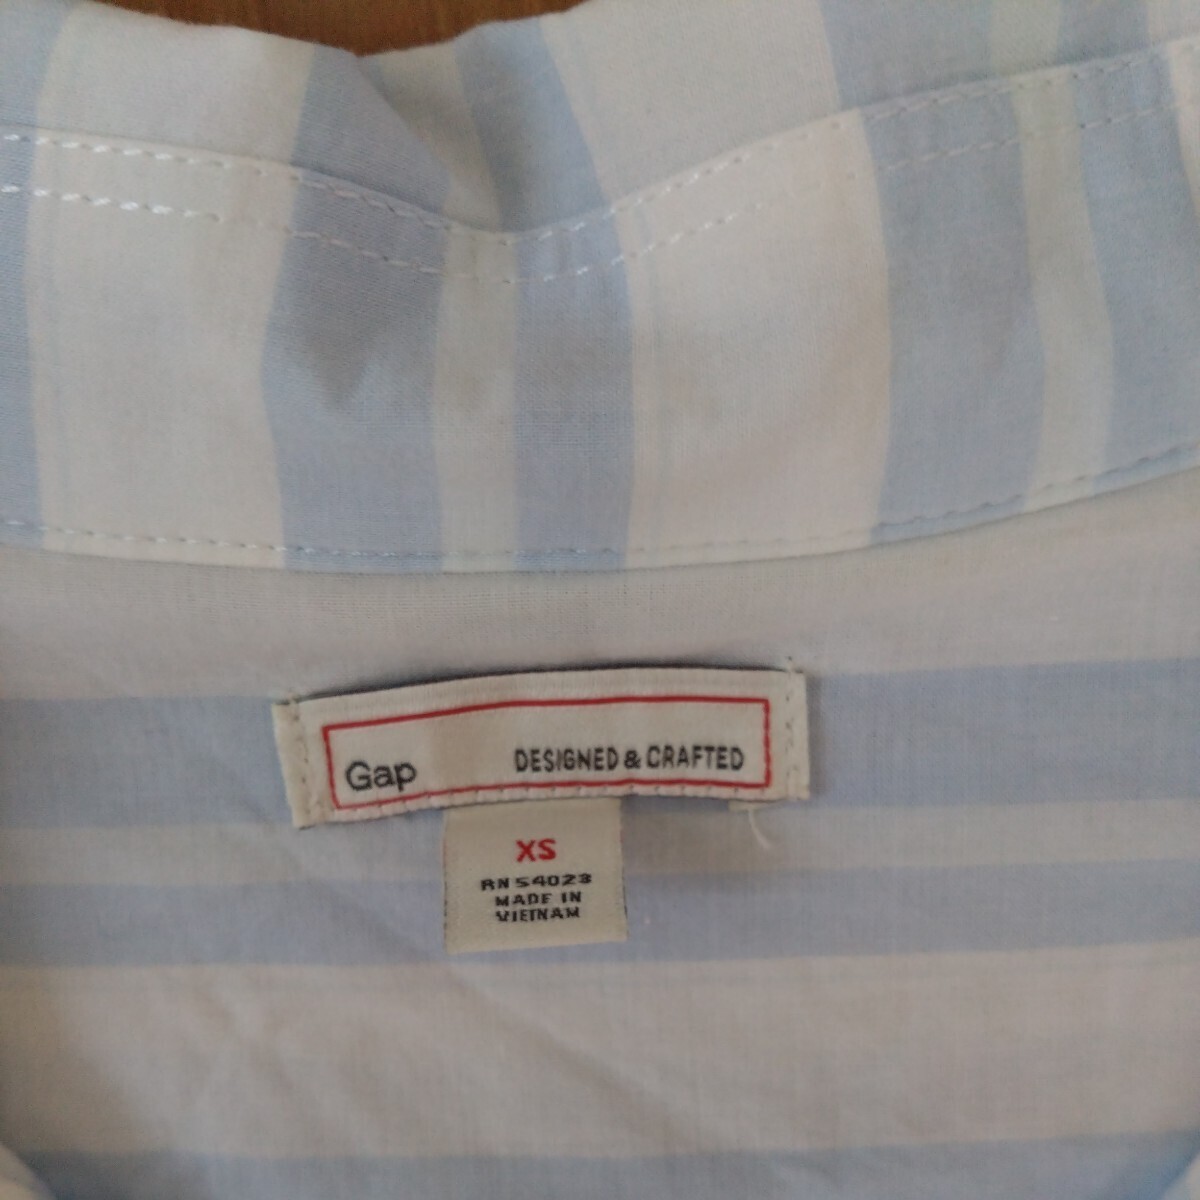 Gap DESIGNED & CRAFTED
XS
RN 54023
MADE IN
VIETNAM